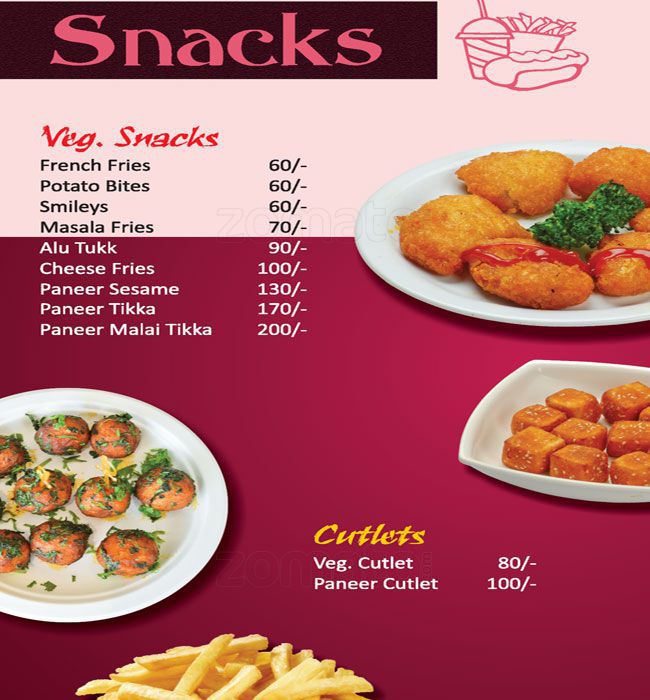 Snacks
Veg. Snacks
French Fries 60/-
Potato Bites 60/-
Smileys 60/-
Masala Fries 70/-
Alu Tukk 90/-
Cheese Fries 100/-
Paneer Sesame 130/-
Paneer Tikka 170/-
Paneer Malai Tikka 200/-
Cutlets
Veg. Cutlet 80/-
Paneer Cutlet 100/-
zomato